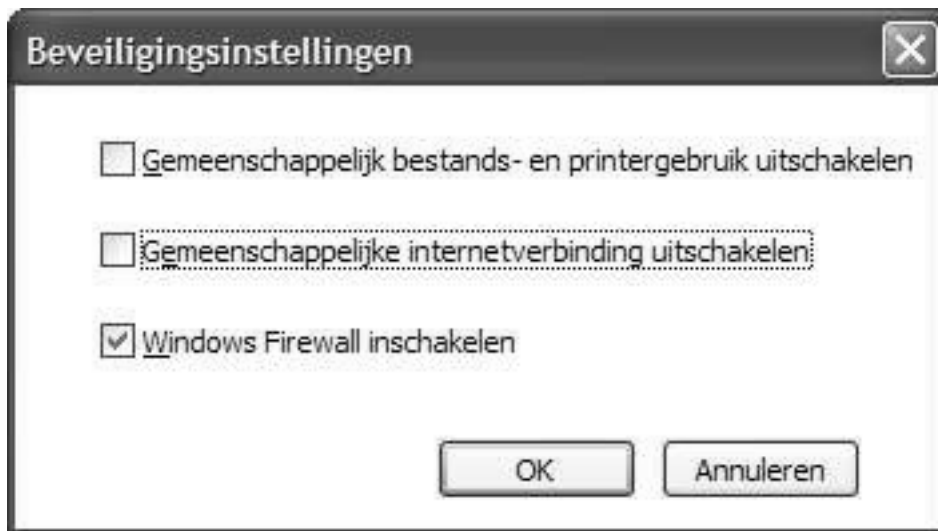 Beveiligingsinstellingen
Gemeenschappelijk bestands- en printergebruik uitschakelen
Gemeenschappelijke internetverbinding uitschakelen
Windows Firewall inschakelen
OK
Annuleren